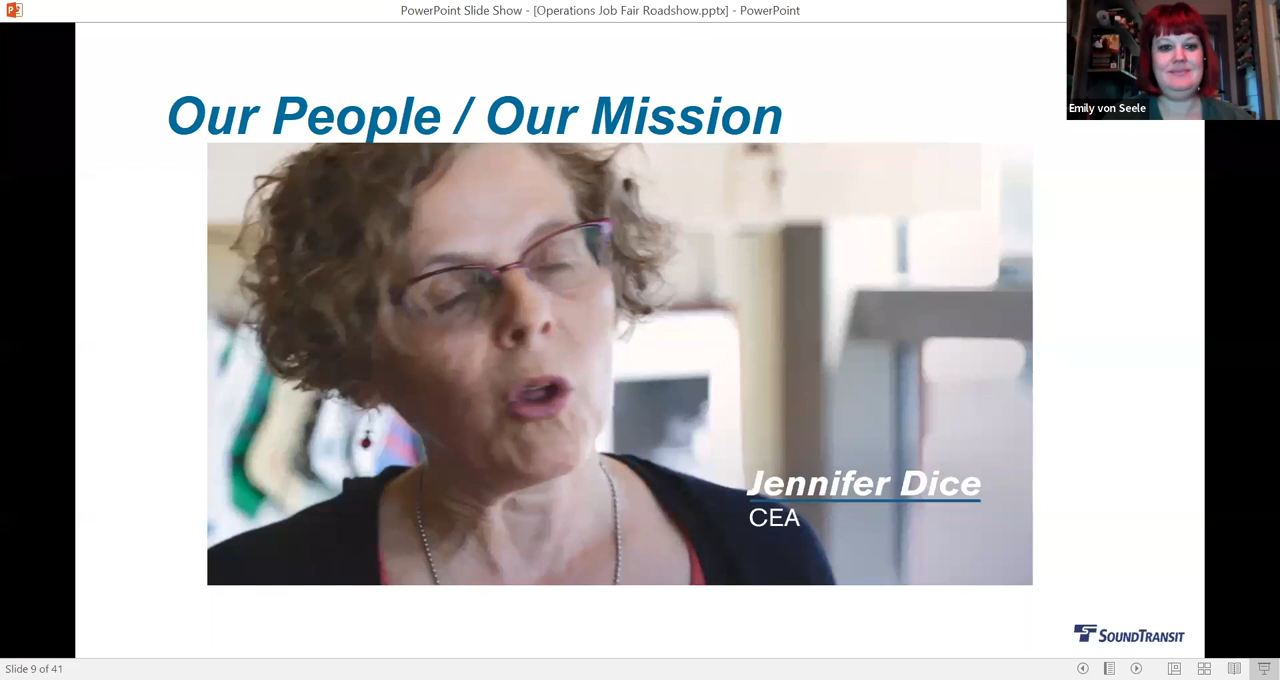 PowerPoint Slide Show - [Operations Job Fair Roadshow.pptx] - PowerPoint
Emily von Seele
Our People / Our Mission
Jennifer Dice
CEA
SOUNDTRANSIT
Slide 9 of 41